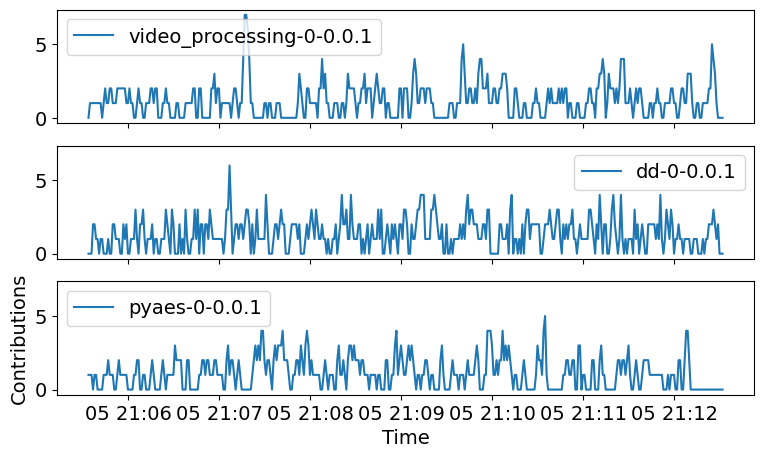 5
video_processing-0-0.0.1
0
5
dd-0-0.0.1
0
Contributions
5
pyaes-0-0.0.1
0
05 21:06 05 21:07 05 21:08 05 21:09 05 21:10 05 21:11 05 21:12
Time